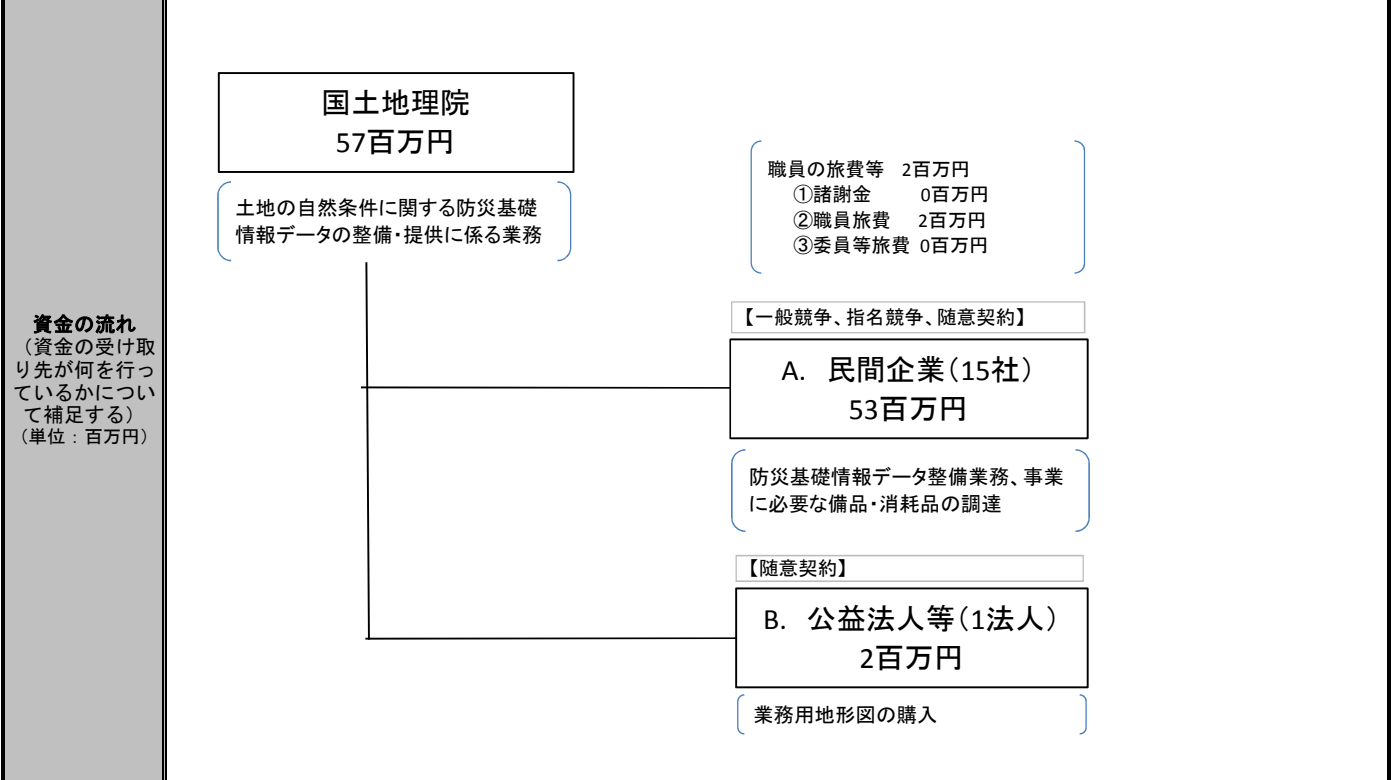 資金の流れ
（資金の受け取
り先が何を行っ
ているかについ
て補足する）
（単位：百万円）
国土地理院
57百万円
土地の自然条件に関する防災基礎
情報データの整備・提供に係る業務
職員の旅費等　2百万円
①諸謝金　　　0百万円
②職員旅費　　2百万円
③委員等旅費 0百万円
【一般競争、指名競争、随意契約】
A.　民間企業（15社）
53百万円
防災基礎情報データ整備業務、事業
に必要な備品・消耗品の調達
【随意契約】
B.　公益法人等（1法人）
2百万円
業務用地形図の購入